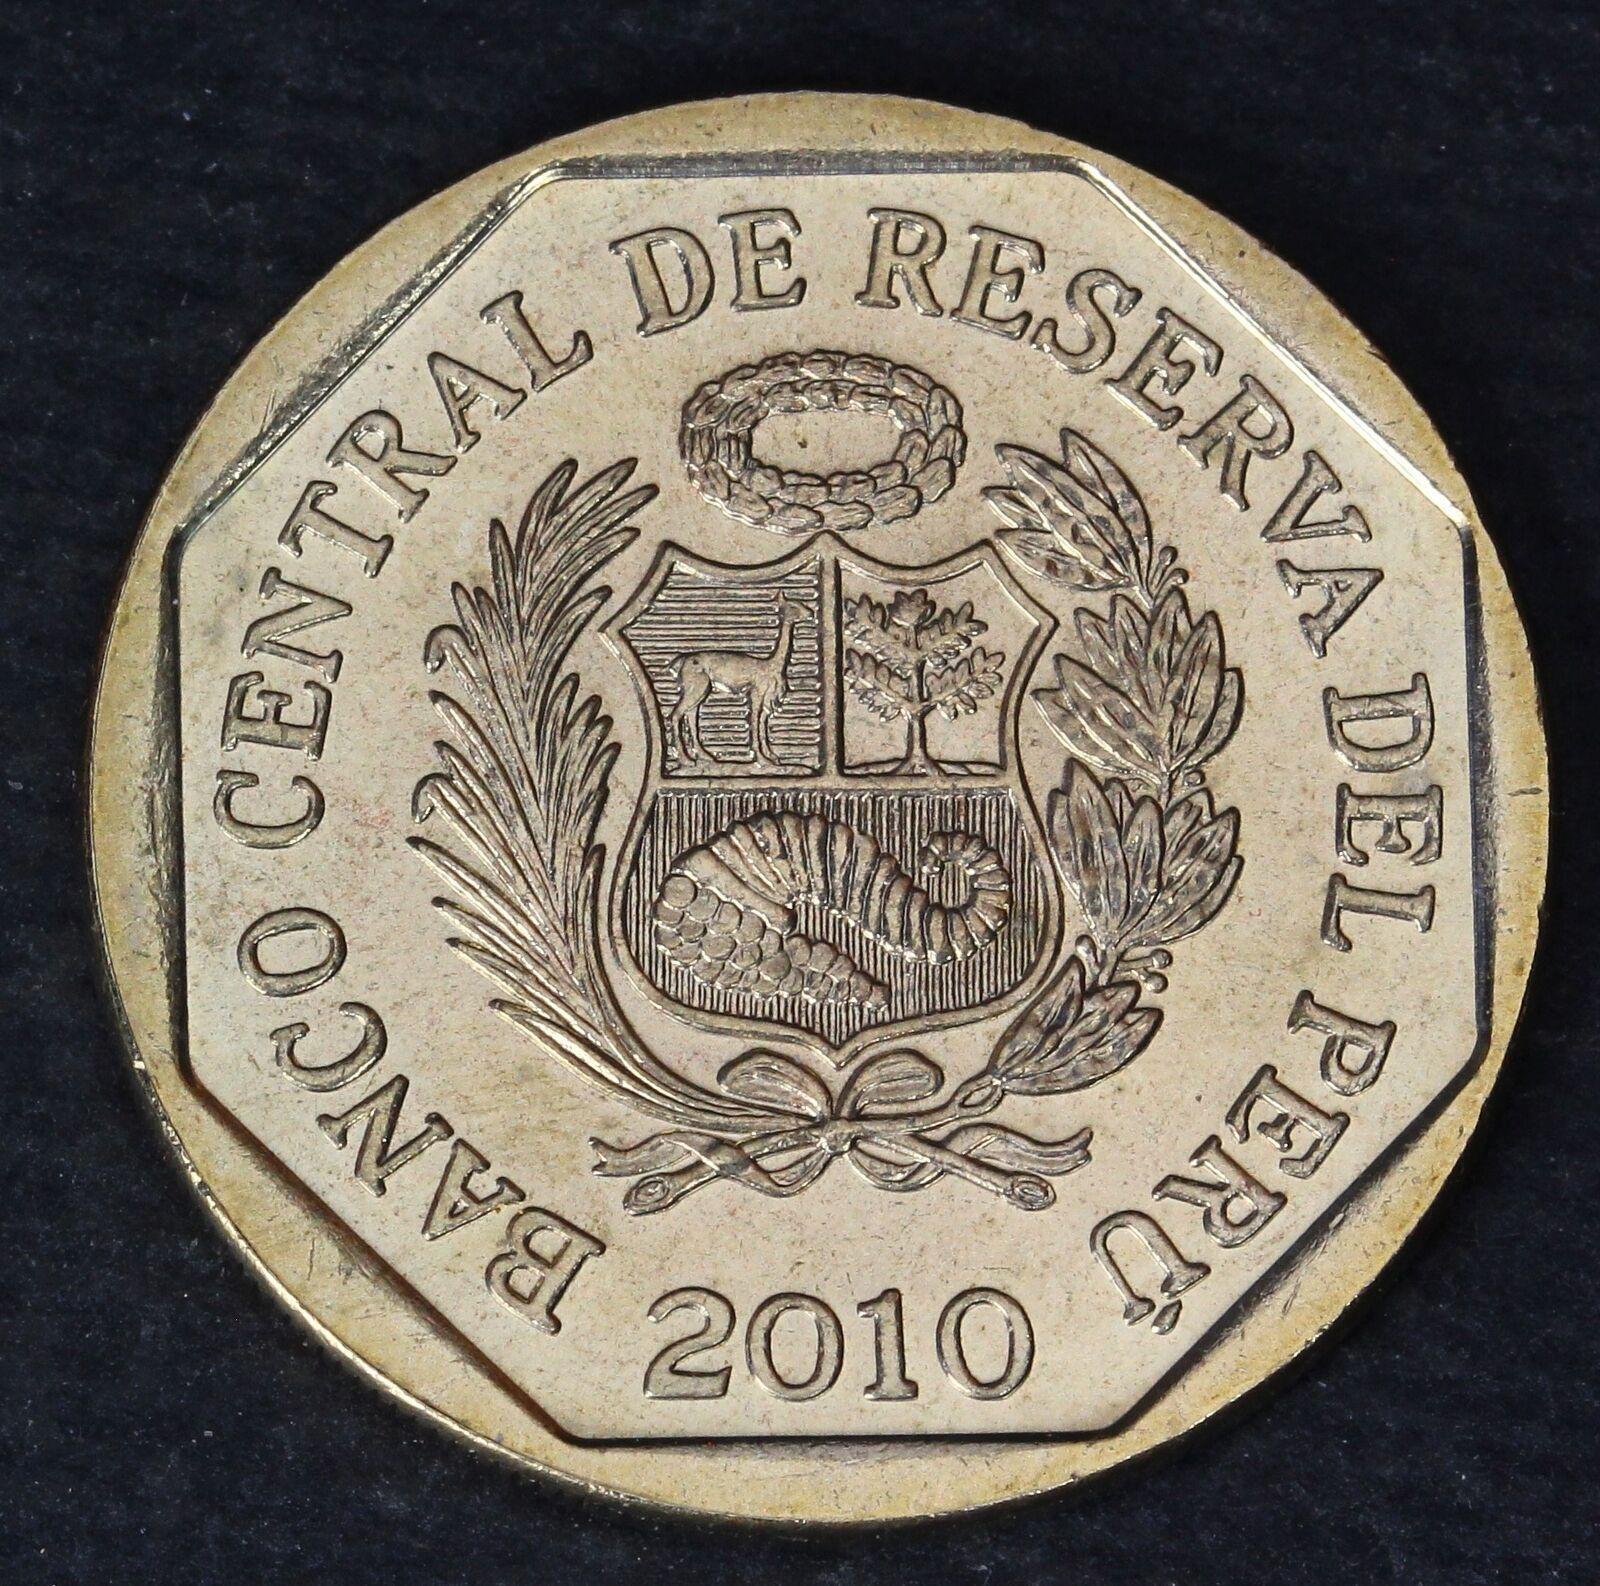 BANCO CENTRAL DE RESERVA DEL PERÚ
2010